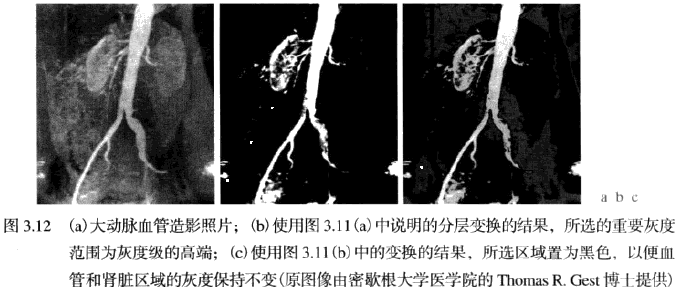 a b c
图 3.12 (a)大动脉血管造影照片；(b)使用图 3.11(a)中说明的分层变换的结果，所选的重要灰度
范围为灰度级的高端；(c)使用图 3.11(b)中的变换的结果，所选区域置为黑色，以便血
管和肾脏区域的灰度保持不变(原图像由密歇根大学医学院的 Thomas R. Gest 博士提供)